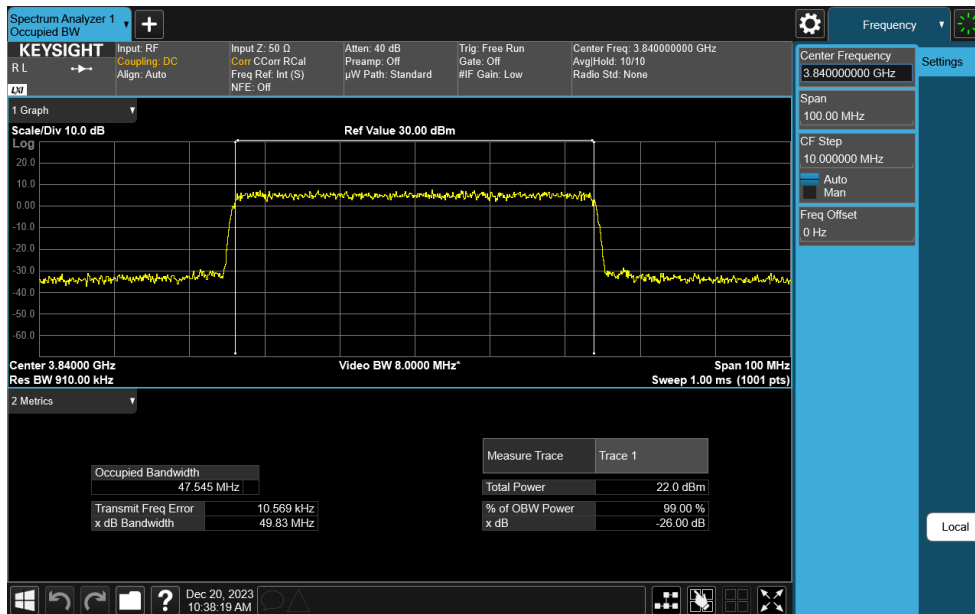 Spectrum Analyzer 1
Occupied BW
Frequency
KEYSIGHT
R L
LXI
Input: RF
Coupling: DC
Align: Auto
Input Z: 50 Ω
Corr CCorr RCal
Freq Ref: Int (S)
NFE: Off
Atten: 40 dB
Preamp: Off
µW Path: Standard
Trig: Free Run
Gate: Off
#IF Gain: Low
Center Freq: 3.840000000 GHz
Avg|Hold: 10/10
Radio Std: None
Center Frequency
3.840000000 GHz
Settings
Span
100.00 MHz
CF Step
10.000000 MHz
Auto
Man
Freq Offset
0 Hz
Local
1 Graph
Scale/Div 10.0 dB
Ref Value 30.00 dBm
Log
20.0
10.0
0.00
-10.0
-20.0
-30.0
-40.0
-50.0
-60.0
Center 3.84000 GHz
Video BW 8.0000 MHz*
Span 100 MHz
Res BW 910.00 kHz
Sweep 1.00 ms (1001 pts)
2 Metrics
Occupied Bandwidth
47.545 MHz
Transmit Freq Error 10.569 kHz
x dB Bandwidth 49.83 MHz
Measure Trace Trace 1
Total Power 22.0 dBm
% of OBW Power 99.00 %
x dB -26.00 dB
?
Dec 20, 2023
10:38:19 AM